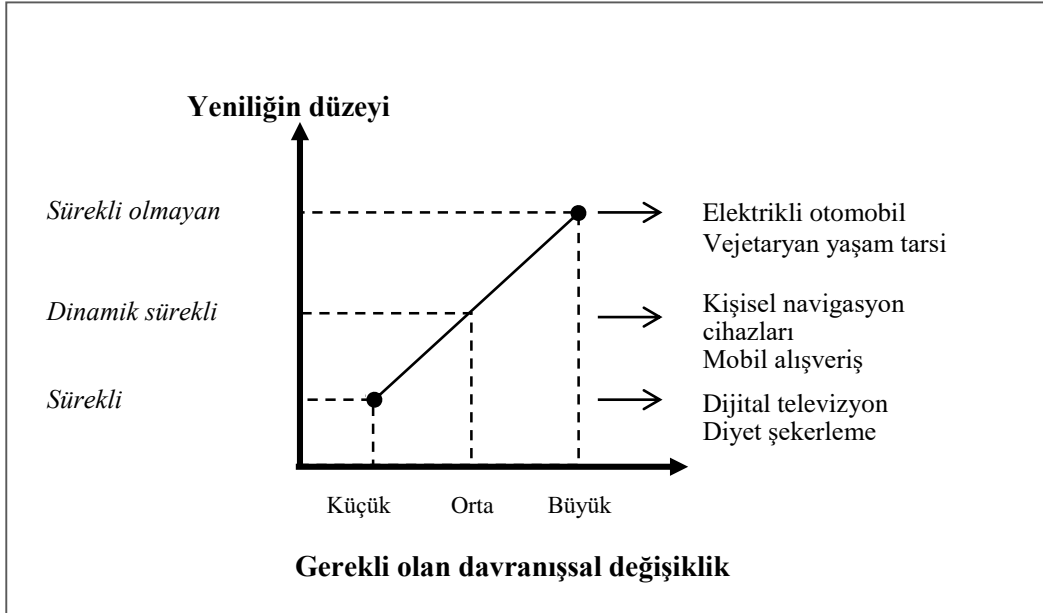 Yeniliğin düzeyi
Sürekli olmayan
Elektrikli otomobil
Vejetaryan yaşam tarsi
Dinamik sürekli
Kişisel navigasyon
cihazları
Mobil alışveriş
Sürekli
Dijital televizyon
Diyet şekerleme
Küçük
Orta
Büyük
Gerekli olan davranışsal değişiklik